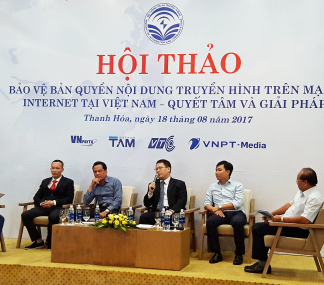 HỘI THẢO
BẢO VỆ BẢN QUYỀN NỘI DUNG TRUYỀN HÌNH TRÊN MẠ
INTERNET TẠI VIỆT NAM – QUYẾT TÂM VÀ GIẢI PHÁP
Thanh Hóa, ngày 18 tháng 08 năm 2017
TAM VTC VNPT-Media